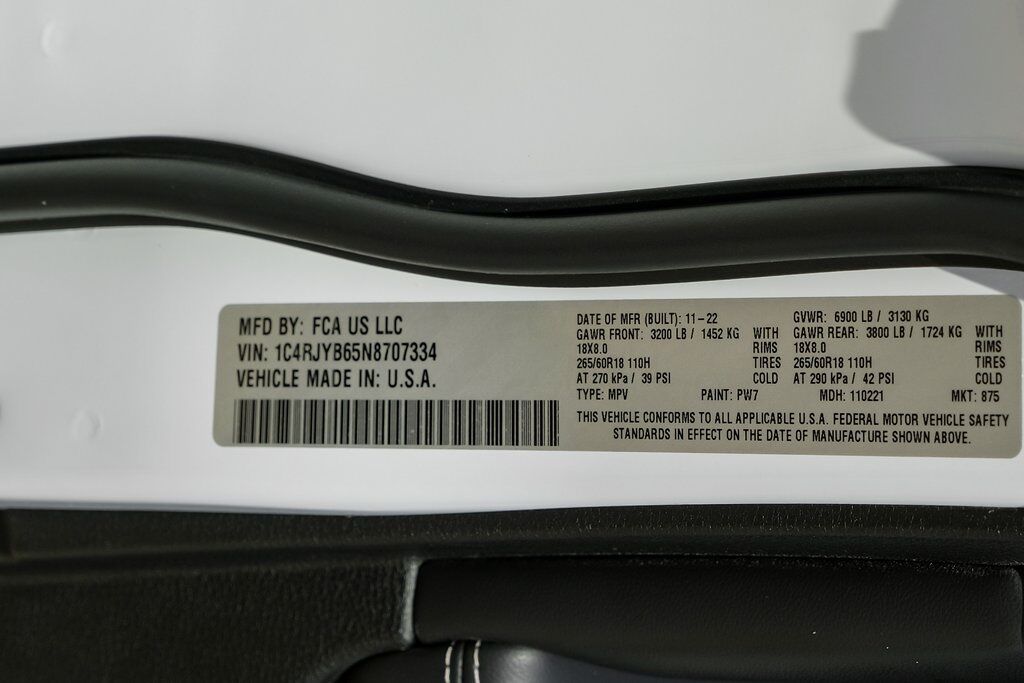 MFD BY: FCA US LLC
VIN: 1C4RJYB65N8707334
VEHICLE MADE IN: U.S.A.
DATE OF MFR (BUILT): 11-22 GVWR: 6900 LB / 3130 KG
GAWR FRONT: 3200 LB / 1452 KG WITH GAWR REAR: 3800 LB / 1724 KG WITH
18X8.0 RIMS 18X8.0 RIMS
265/60R18 110H TIRES 265/60R18 110H TIRES
AT 270 kPa / 39 PSI COLD AT 290 kPa / 42 PSI COLD
TYPE: MPV PAINT: PW7 MDH: 110221 MKT: 875
THIS VEHICLE CONFORMS TO ALL APPLICABLE U.S.A. FEDERAL MOTOR VEHICLE SAFETY
STANDARDS IN EFFECT ON THE DATE OF MANUFACTURE SHOWN ABOVE.